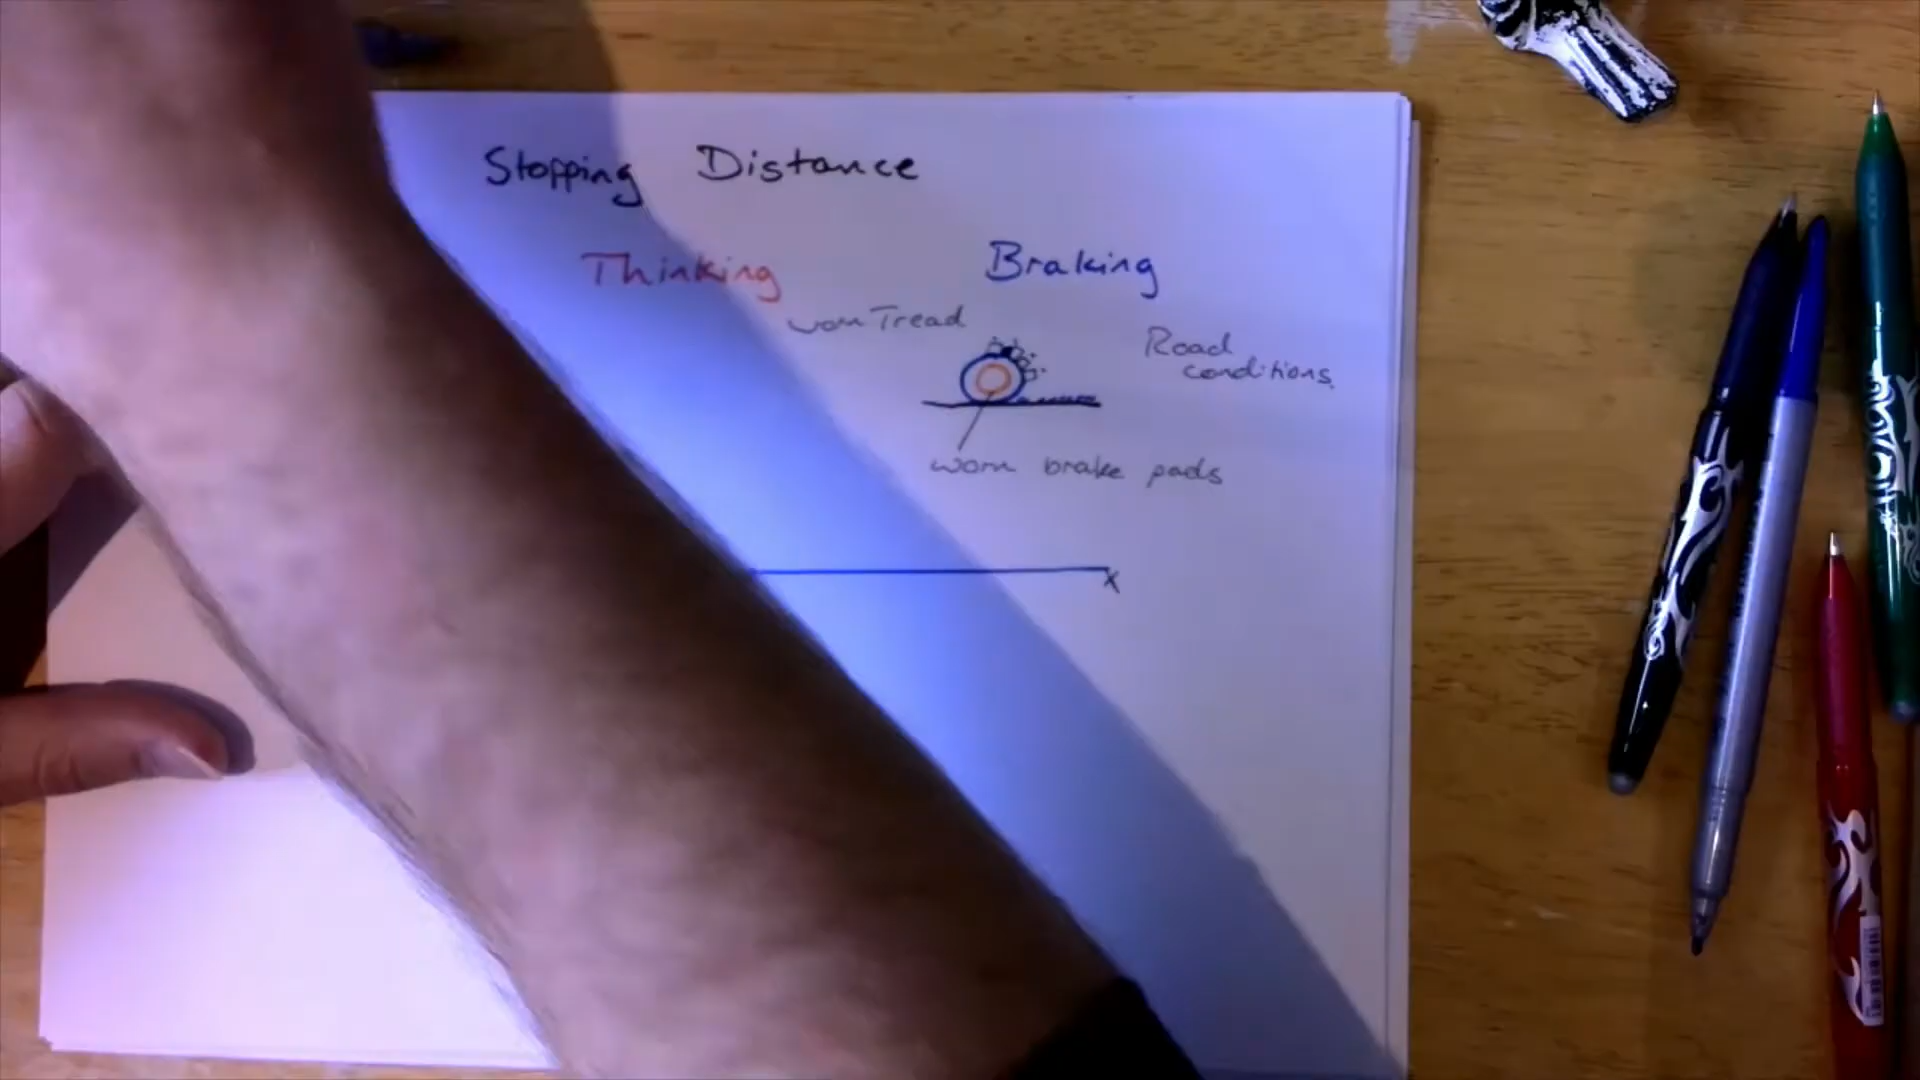 Stopping Distance
Thinking
Braking
worn Tread
Road
conditions.
worn brake pads
x